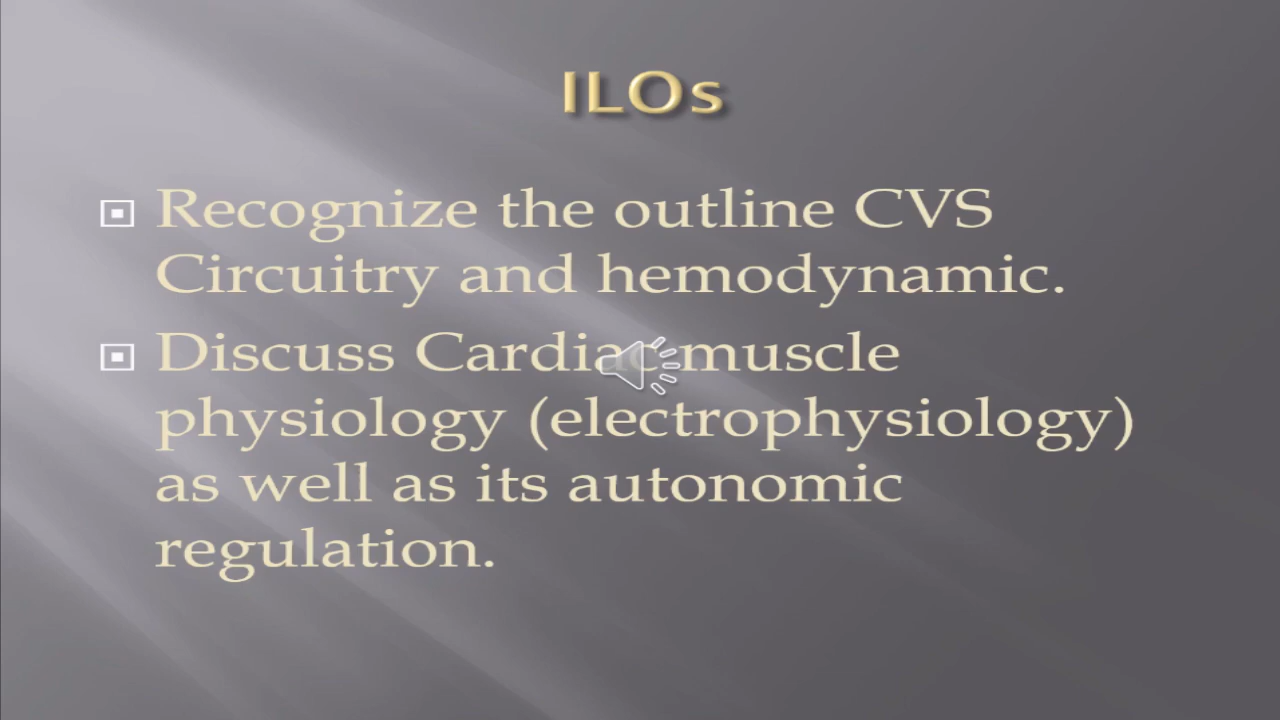 ILOs
Recognize the outline CVS
Circuitry and hemodynamic.
Discuss Cardiac muscle
physiology (electrophysiology)
as well as its autonomic
regulation.